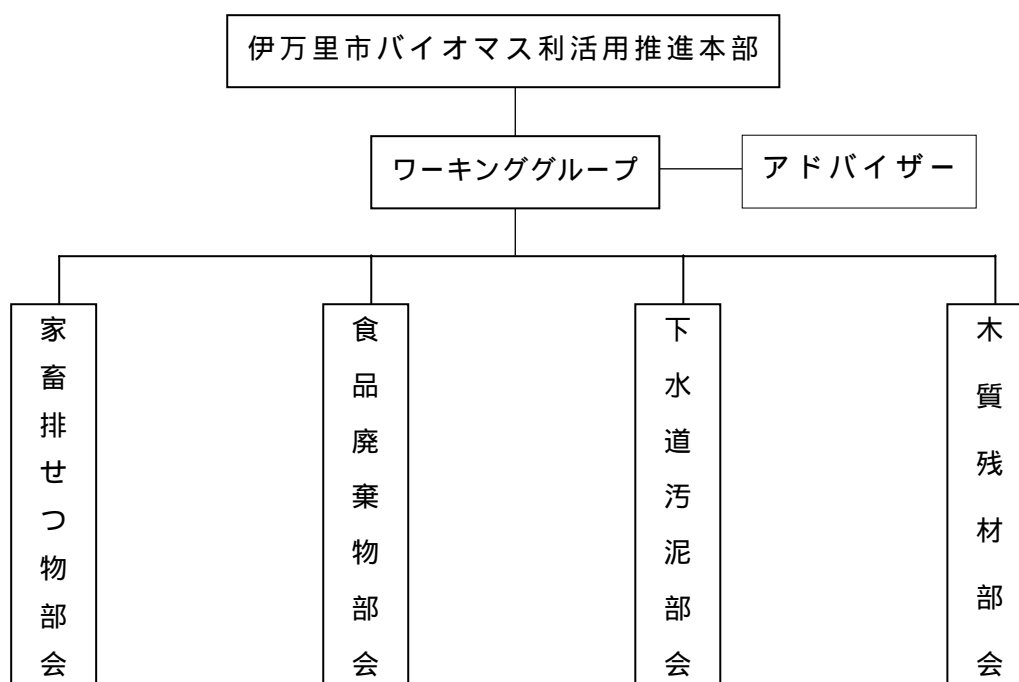 伊万里市バイオマス利活用推進本部
ワーキンググループ
アドバイザー
家畜排せつ物部会
食品廃棄物部会
下水道汚泥部会
木質残材部会